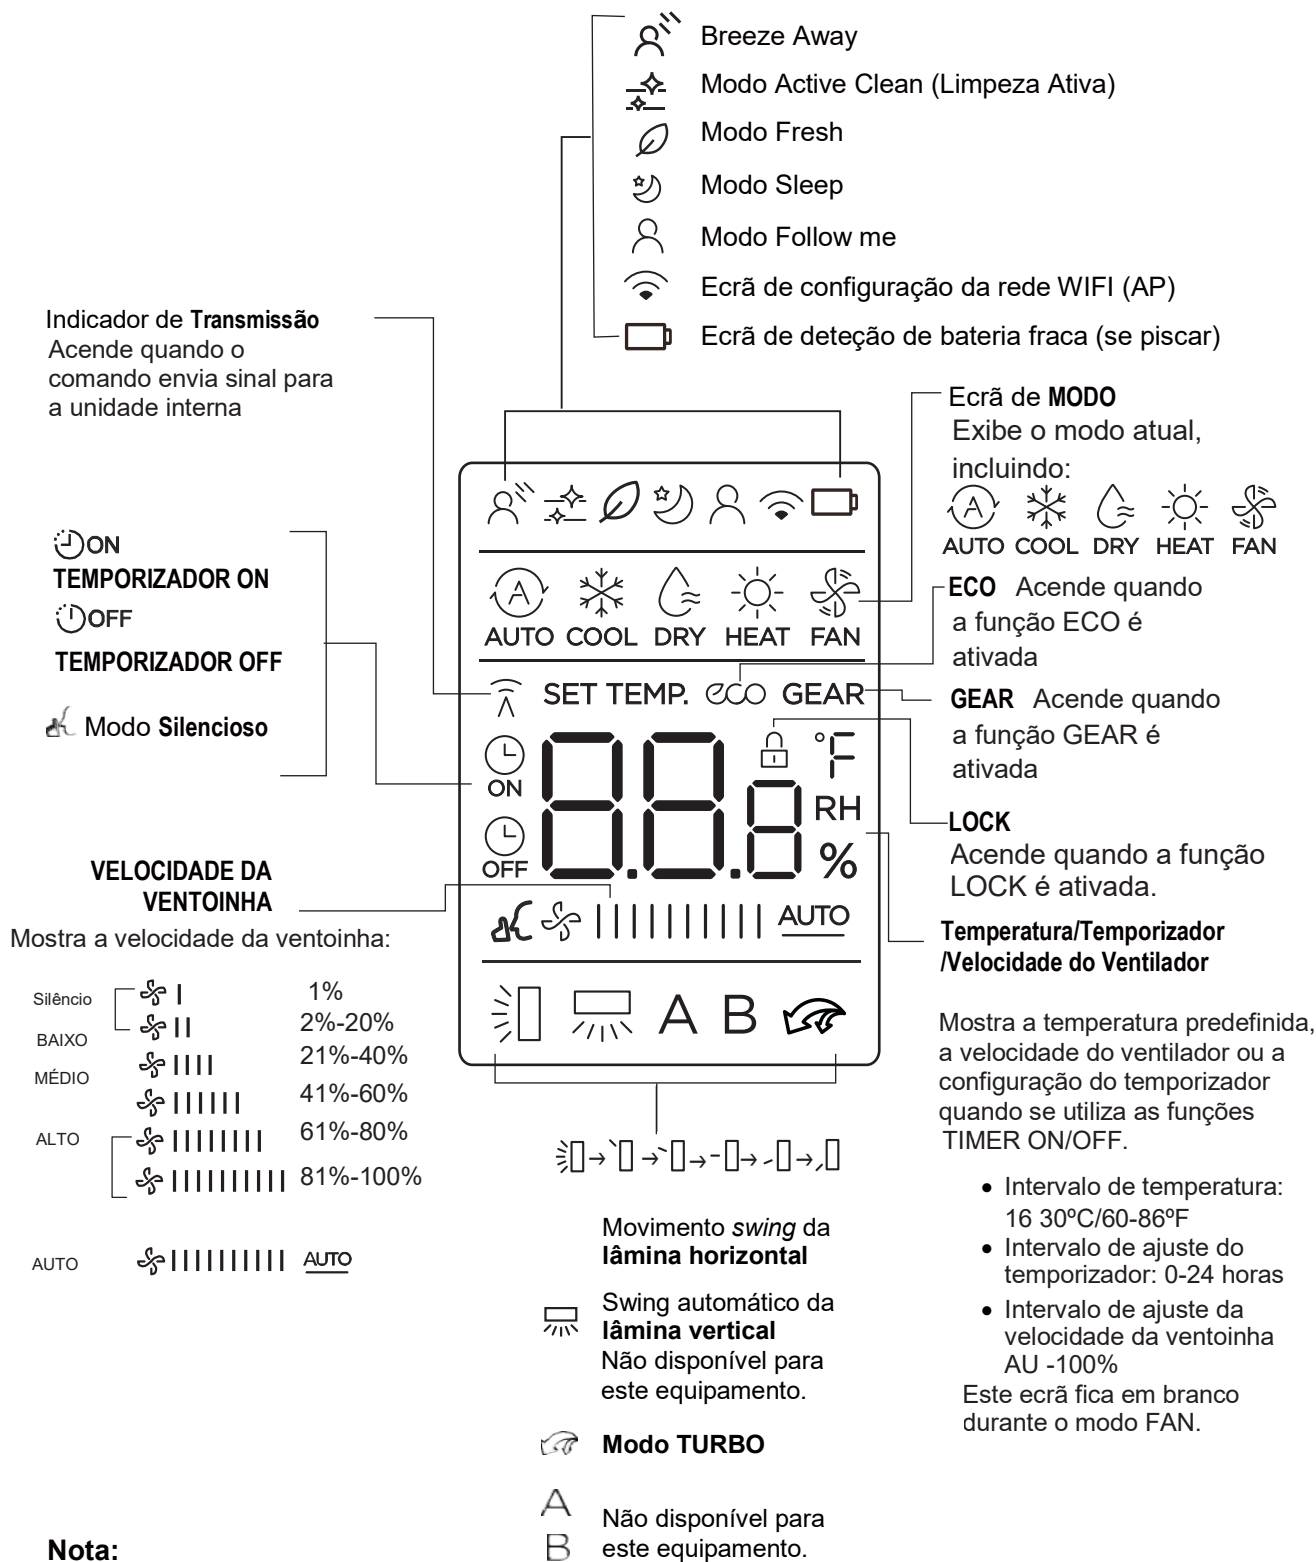 Breeze Away
Modo Active Clean (Limpeza Ativa)
Modo Fresh
Modo Sleep
Modo Follow me
Ecrã de configuração da rede WIFI (AP)
Ecrã de deteção de bateria fraca (se piscar)
Indicador de Transmissão
Acende quando o
comando envia sinal para
a unidade interna
ON
TEMPORIZADOR ON
OFF
TEMPORIZADOR OFF
Modo Silencioso
VELOCIDADE DA
VENTOINHA
Mostra a velocidade da ventoinha:
Silêncio
1%
2%-20%
BAIXO
21%-40%
MÉDIO
41%-60%
ALTO
61%-80%
81%-100%
AUTO
AUTO
A
AUTO COOL DRY HEAT FAN
SET TEMP. eco GEAR
ON
88.8
°F
RH
OFF
%
AUTO
A B
Movimento swing da
lâmina horizontal
Swing automático da
lâmina vertical
Não disponível para
este equipamento.
Modo TURBO
A
B
Não disponível para
este equipamento.
Ecrã de MODO
Exibe o modo atual,
incluindo:
A
AUTO COOL DRY HEAT FAN
ECO Acende quando
a função ECO é
ativada
GEAR Acende quando
a função GEAR é
ativada
LOCK
Acende quando a função
LOCK é ativada.
Temperatura/Temporizador
/Velocidade do Ventilador
Mostra a temperatura predefinida,
a velocidade do ventilador ou a
configuração do temporizador
quando se utiliza as funções
TIMER ON/OFF.
• Intervalo de temperatura:
16 30ºC/60-86ºF
• Intervalo de ajuste do
temporizador: 0-24 horas
• Intervalo de ajuste da
velocidade da ventoinha
AU -100%
Este ecrã fica em branco
durante o modo FAN.
Nota: